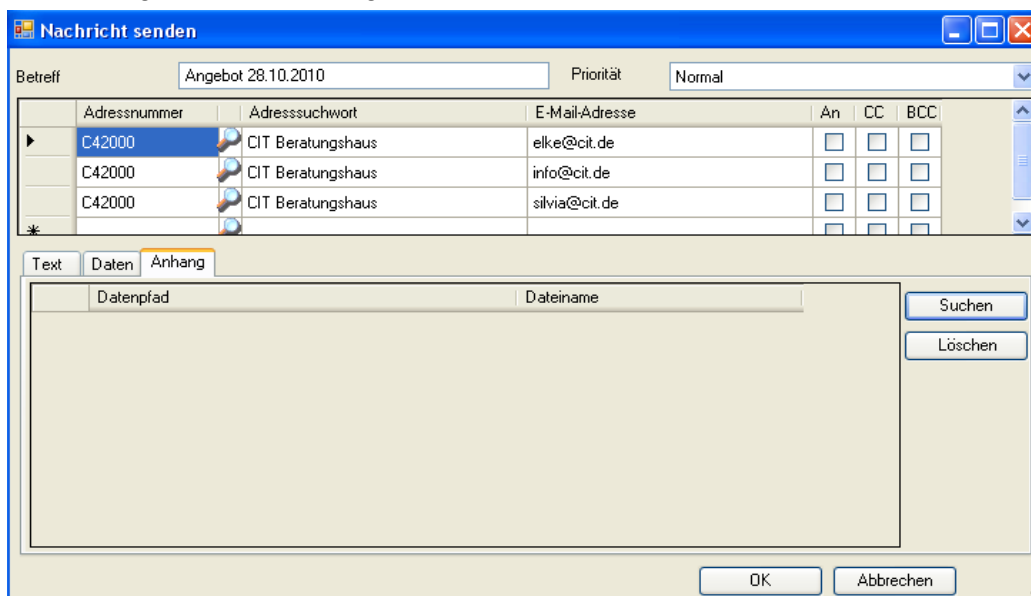 Nachricht senden
Betreff Angebot 28.10.2010 Priorität Normal
Adressnummer Adresssuchwort E-Mail-Adresse An CC BCC
C42000 CIT Beratungshaus elke@cit.de
C42000 CIT Beratungshaus info@cit.de
C42000 CIT Beratungshaus silvia@cit.de
Text Daten Anhang
Datenpfad Dateiname
Suchen
Löschen
OK Abbrechen